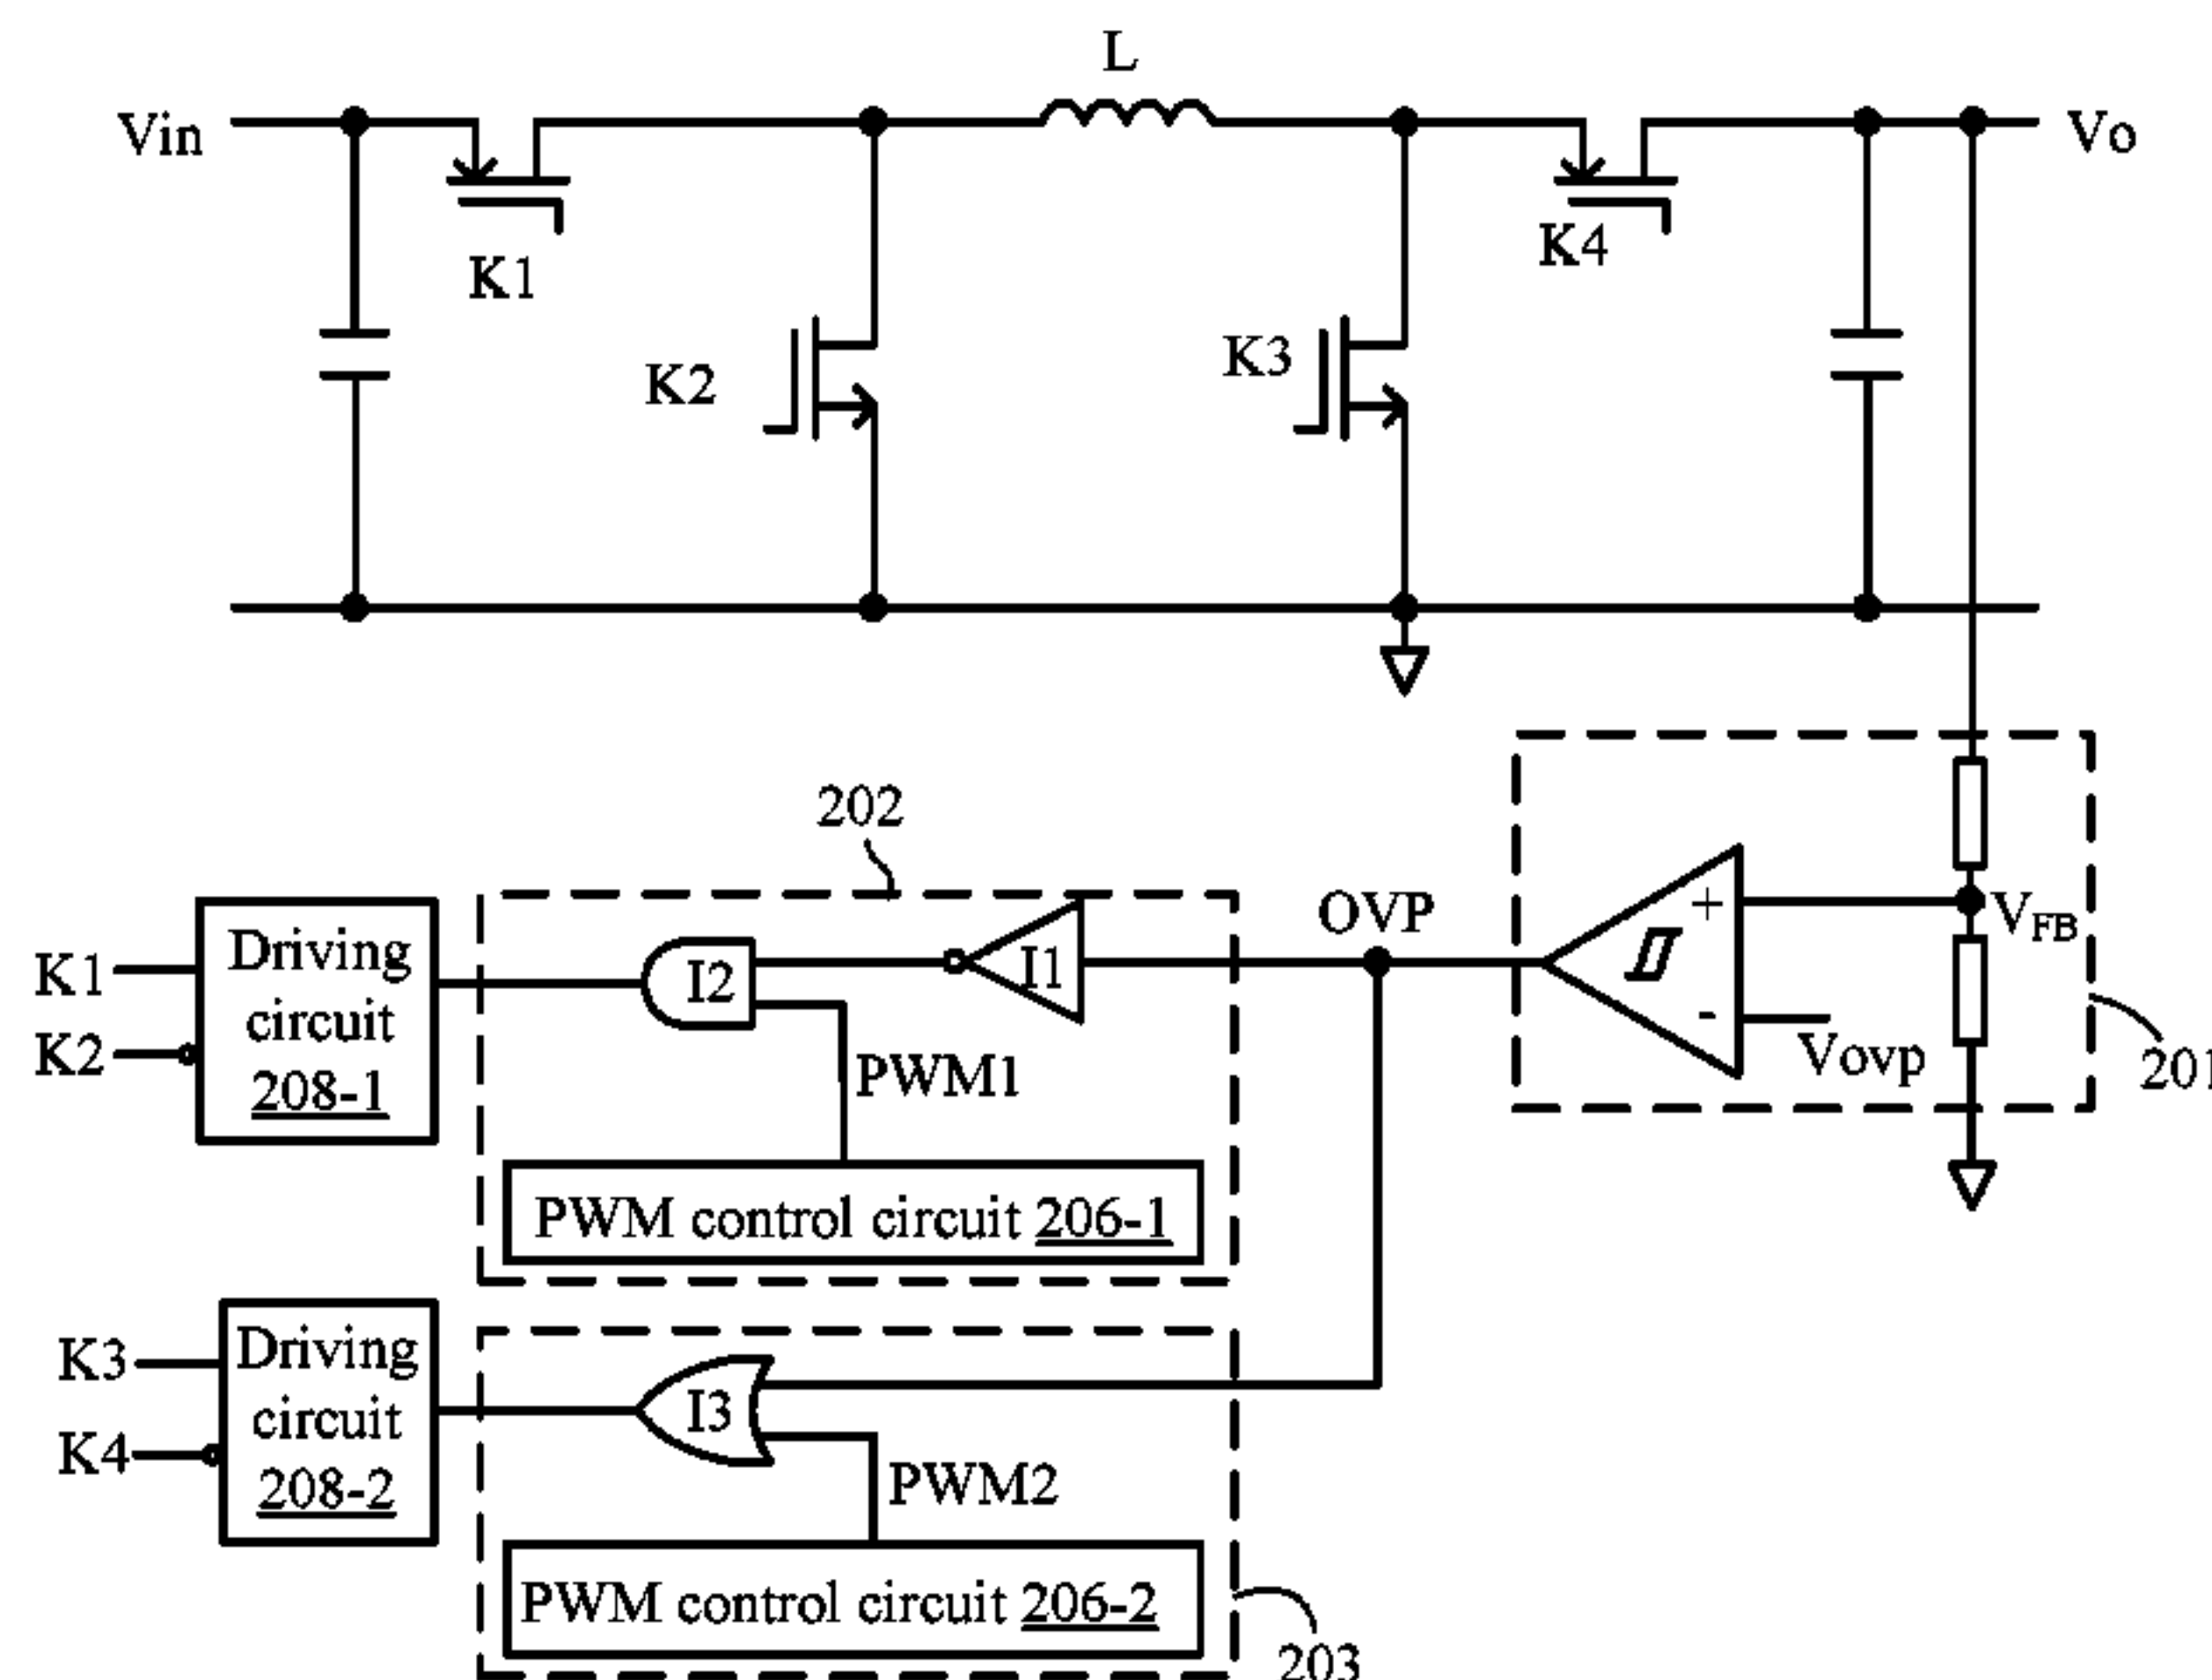 L
Vin
Vo
K1
K4
K2
K3
202
OVP
+
VFB
-
Vovp
201
I1
I2
PWM1
K1
K2
Driving
circuit
208-1
PWM control circuit 206-1
K3
K4
Driving
circuit
208-2
I3
PWM2
PWM control circuit 206-2
203